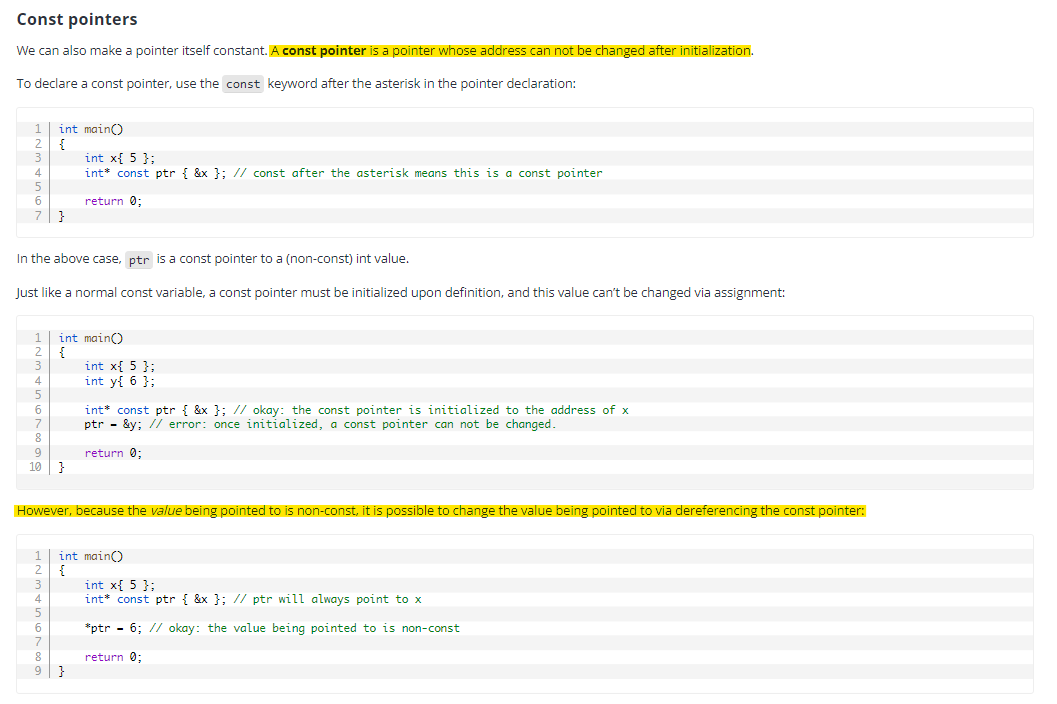 Const pointers
We can also make a pointer itself constant. A const pointer is a pointer whose address can not be changed after initialization.
To declare a const pointer, use the const keyword after the asterisk in the pointer declaration:
1 int main()
2 {
3     int x{ 5 };
4     int* const ptr { &x }; // const after the asterisk means this is a const pointer
5
6     return 0;
7 }
In the above case, ptr is a const pointer to a (non-const) int value.
Just like a normal const variable, a const pointer must be initialized upon definition, and this value can’t be changed via assignment:
1 int main()
2 {
3     int x{ 5 };
4     int y{ 6 };
5
6     int* const ptr { &x }; // okay: the const pointer is initialized to the address of x
7     ptr = &y; // error: once initialized, a const pointer can not be changed.
8
9     return 0;
10 }
However, because the value being pointed to is non-const, it is possible to change the value being pointed to via dereferencing the const pointer:
1 int main()
2 {
3     int x{ 5 };
4     int* const ptr { &x }; // ptr will always point to x
5
6     *ptr = 6; // okay: the value being pointed to is non-const
7
8     return 0;
9 }